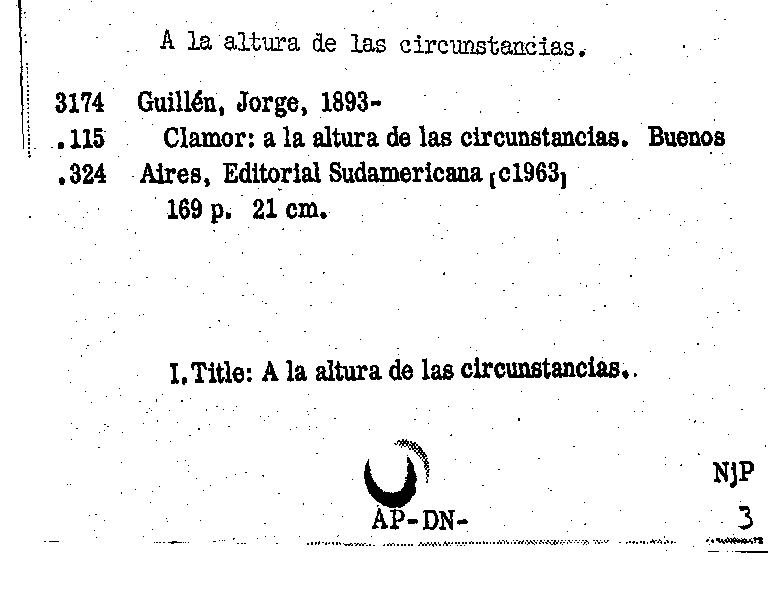 A la altura de las circunstancias.
3174 Guillén, Jorge, 1893-
.115 Clamor: a la altura de las circunstancias. Buenos
.324 Aires, Editorial Sudamericana [c1963]
169 p. 21 cm.
I. Title: A la altura de las circunstancias.
NjP
AP-DN-
3